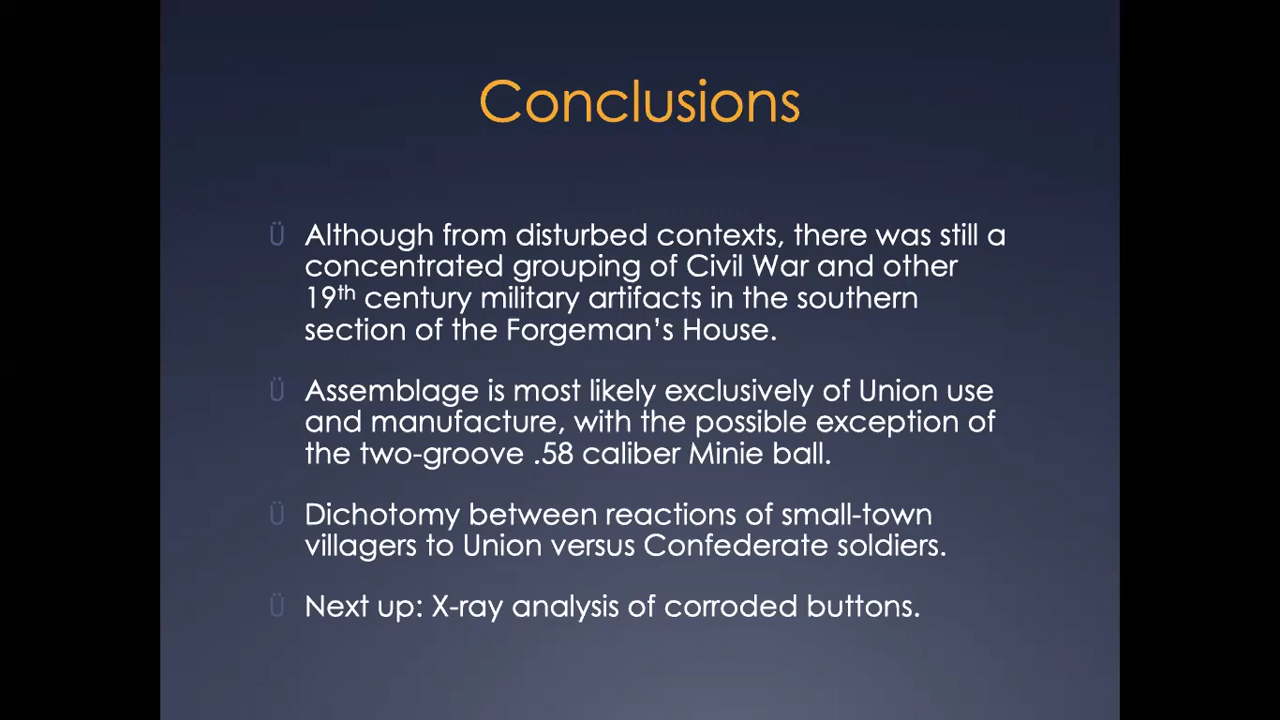 Conclusions
Ü Although from disturbed contexts, there was still a
concentrated grouping of Civil War and other
19th century military artifacts in the southern
section of the Forgeman’s House.
Ü Assemblage is most likely exclusively of Union use
and manufacture, with the possible exception of
the two-groove .58 caliber Minie ball.
Ü Dichotomy between reactions of small-town
villagers to Union versus Confederate soldiers.
Ü Next up: X-ray analysis of corroded buttons.